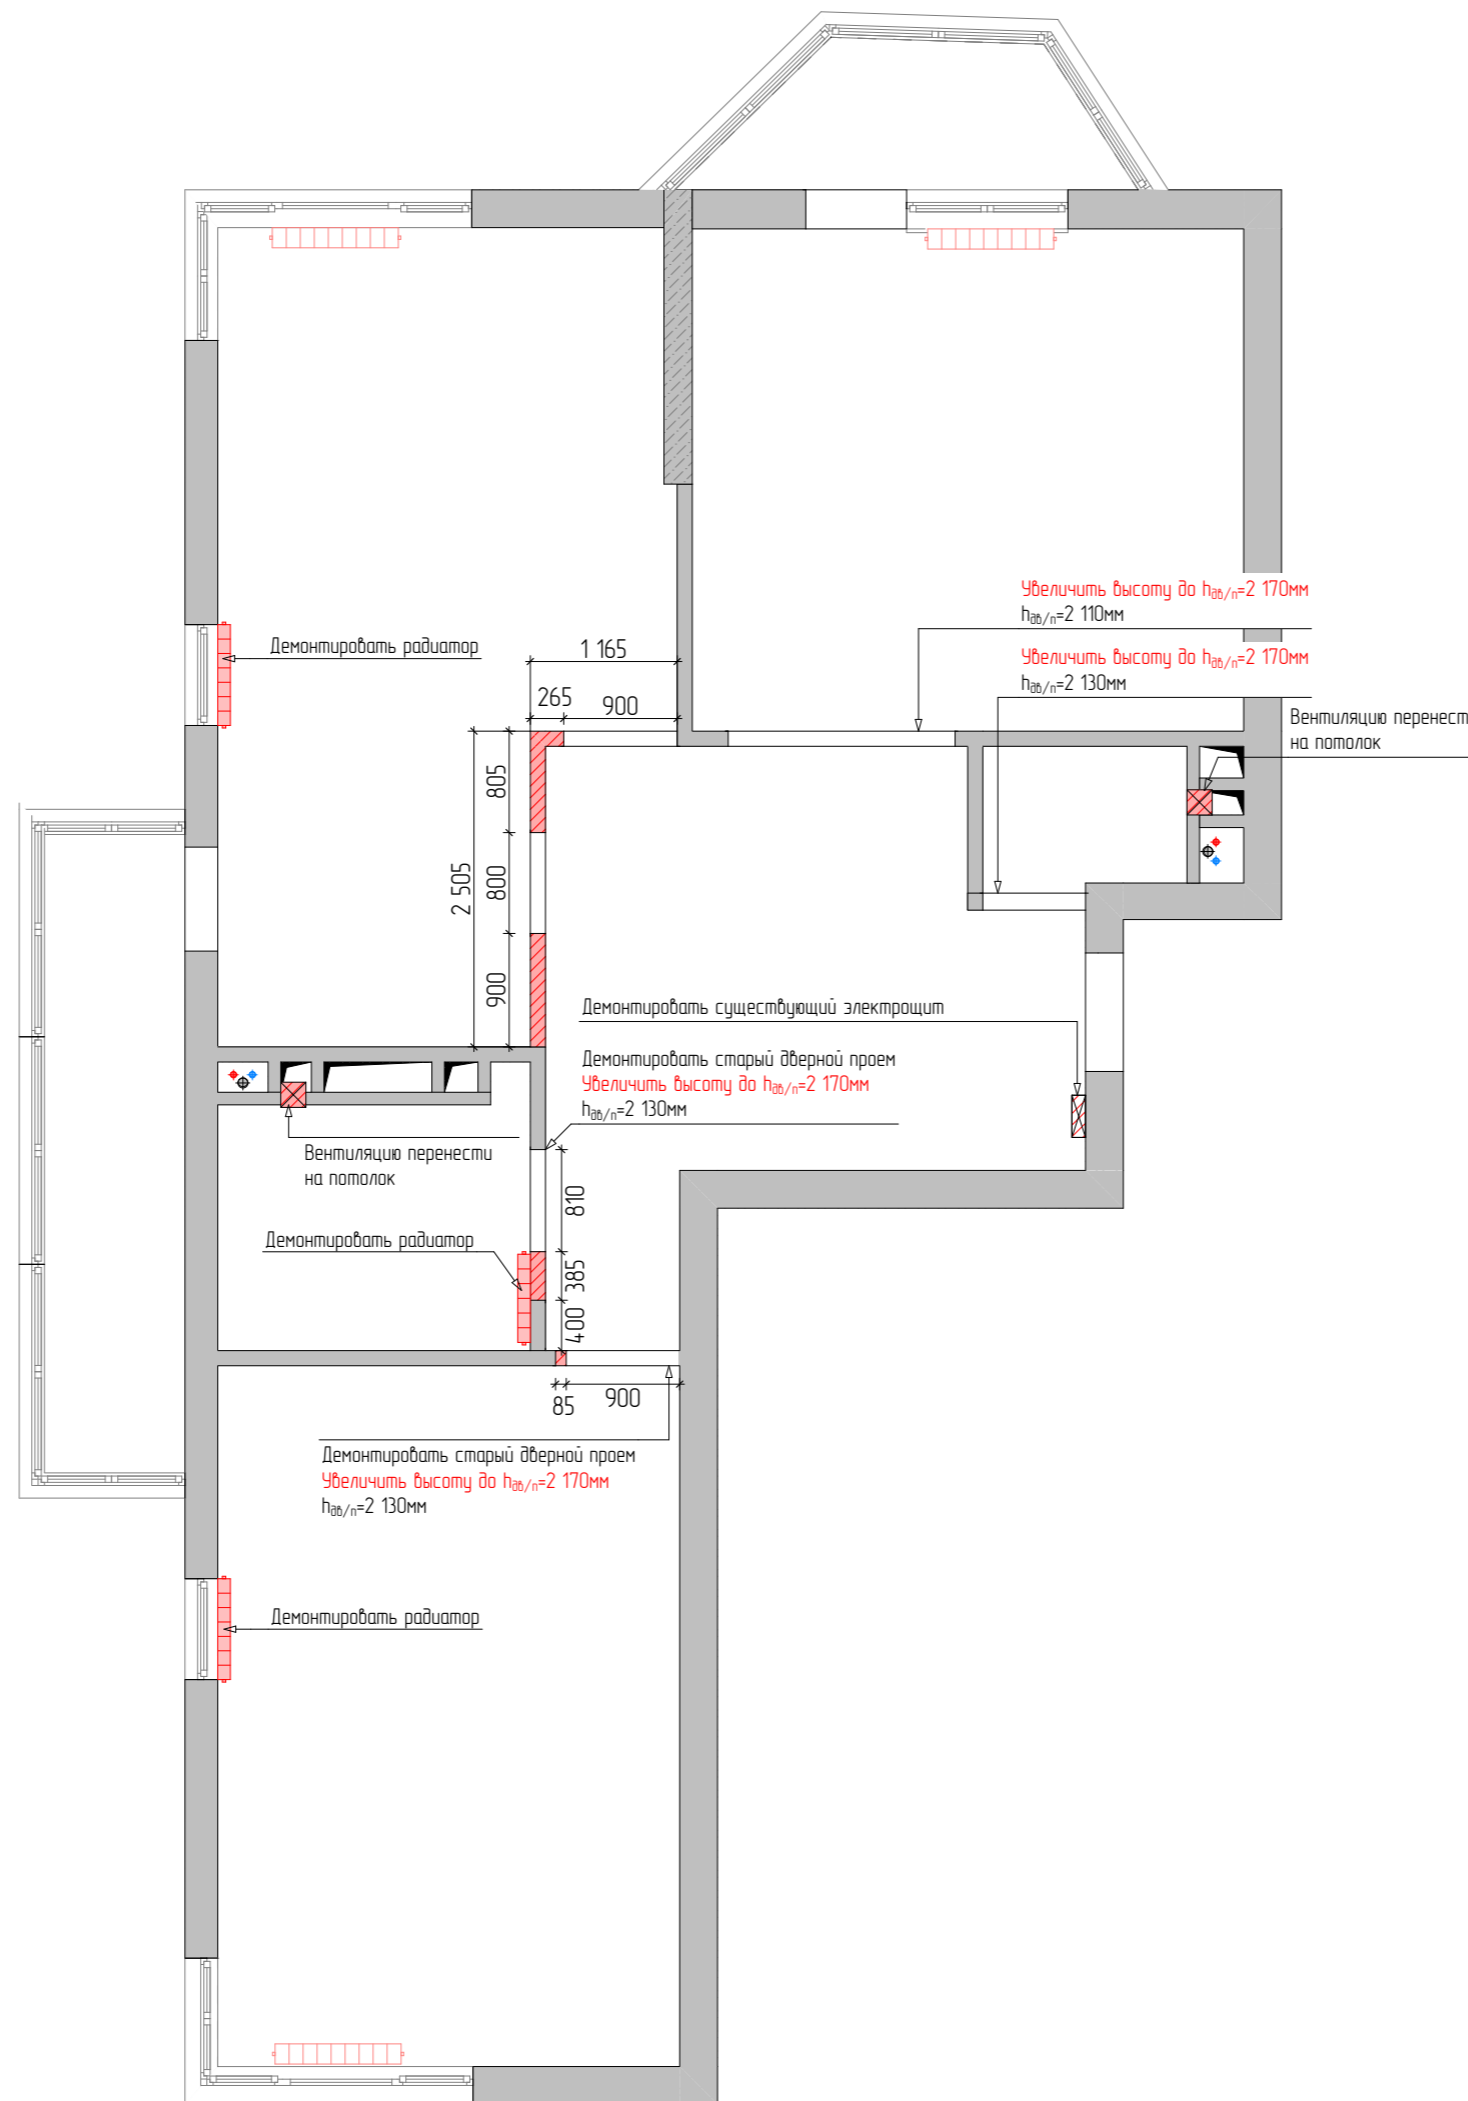 Увеличить высоту до hдв/п=2 170мм
hдв/п=2 110мм
Увеличить высоту до hдв/п=2 170мм
hдв/п=2 130мм
Вентиляцию перенест
на потолок
Демонтировать радиатор
1 165
265
900
805
2 505
800
900
Демонтировать существующий электрощит
Демонтировать старый дверной проем
Увеличить высоту до hдв/п=2 170мм
hдв/п=2 130мм
Вентиляцию перенести
на потолок
810
Демонтировать радиатор
385
400
85
900
Демонтировать старый дверной проем
Увеличить высоту до hдв/п=2 170мм
hдв/п=2 130мм
Демонтировать радиатор